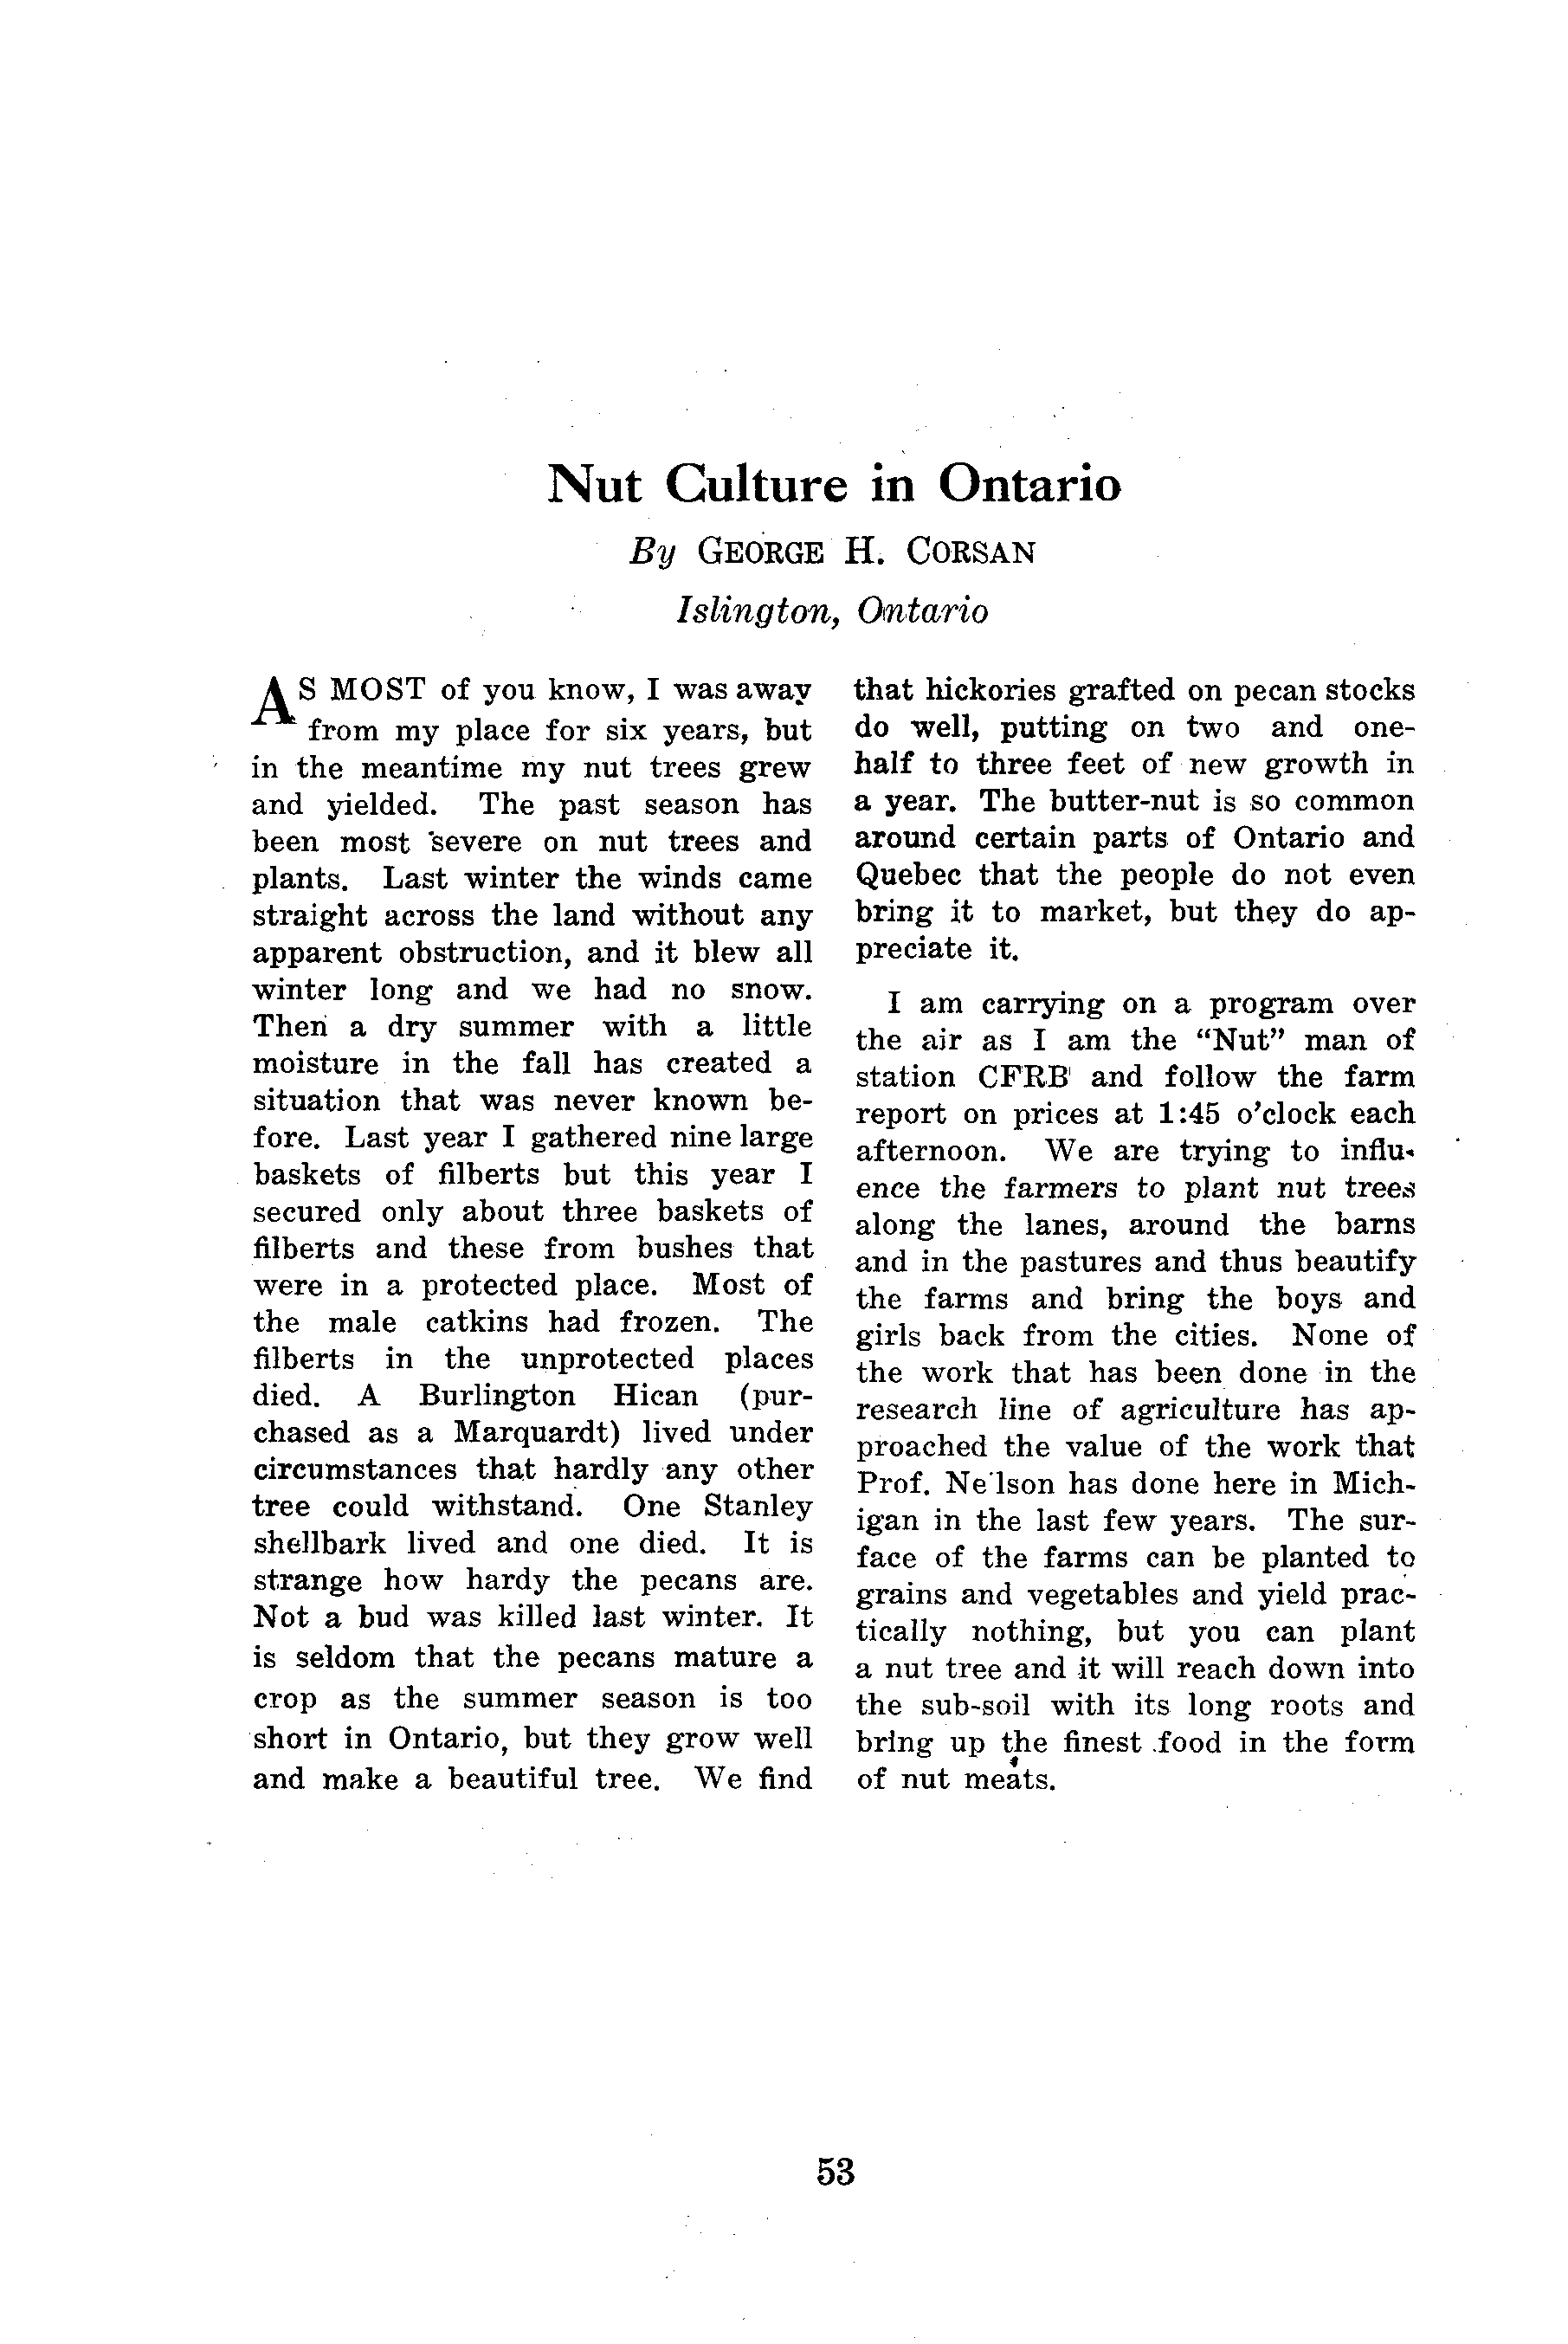 Nut Culture in Ontario
By GEORGE H. CORSAN
Islington, Ontario
AS MOST of you know, I was away
from my place for six years, but
in the meantime my nut trees grew
and yielded. The past season has
been most severe on nut trees and
plants. Last winter the winds came
straight across the land without any
apparent obstruction, and it blew all
winter long and we had no snow.
Then a dry summer with a little
moisture in the fall has created a
situation that was never known be-
fore. Last year I gathered nine large
baskets of filberts but this year I
secured only about three baskets of
filberts and these from bushes that
were in a protected place. Most of
the male catkins had frozen. The
filberts in the unprotected places
died. A Burlington Hican (pur-
chased as a Marquardt) lived under
circumstances that hardly any other
tree could withstand. One Stanley
shellbark lived and one died. It is
strange how hardy the pecans are.
Not a bud was killed last winter. It
is seldom that the pecans mature a
crop as the summer season is too
short in Ontario, but they grow well
and make a beautiful tree. We find
that hickories grafted on pecan stocks
do well, putting on two and one-
half to three feet of new growth in
a year. The butter-nut is so common
around certain parts of Ontario and
Quebec that the people do not even
bring it to market, but they do ap-
preciate it.
I am carrying on a program over
the air as I am the "Nut" man of
station CFRB and follow the farm
report on prices at 1:45 o'clock each
afternoon. We are trying to influ-
ence the farmers to plant nut trees
along the lanes, around the barns
and in the pastures and thus beautify
the farms and bring the boys and
girls back from the cities. None of
the work that has been done in the
research line of agriculture has ap-
proached the value of the work that
Prof. Nelson has done here in Mich-
igan in the last few years. The sur-
face of the farms can be planted to
grains and vegetables and yield prac-
tically nothing, but you can plant
a nut tree and it will reach down into
the sub-soil with its long roots and
bring up the finest food in the form
of nut meats.
53